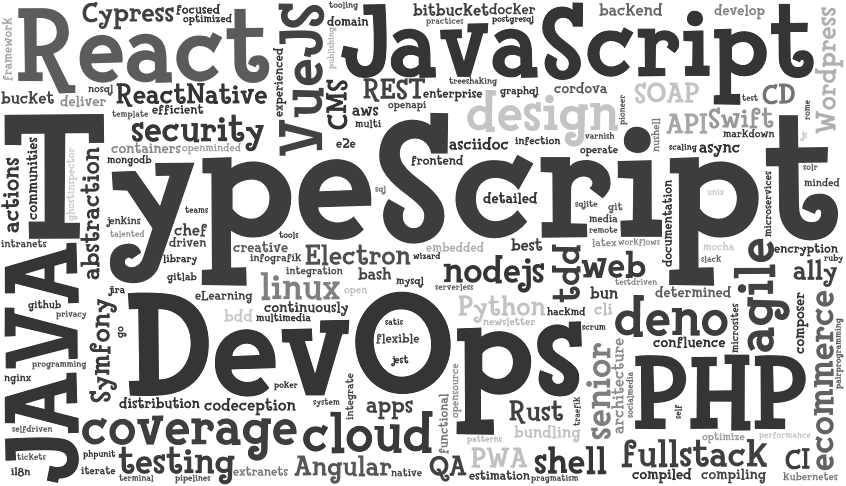 framework
React
Cypress
focused
optimized
nosql
VueJS
tooling
domain
publishing
experienced
JavaScript
bitbucket
docker
practices
postgresql
backend
develop
Wordpress
bucket
deliver
ReactNative
template
efficient
security
containers
openminded
mongodb
CMS
REST
aws
multi
openapi
enterprise
treeshaking
graphql
cordova
design
pioneer
SOAP
CD
test
rome
API
Swift
markdown
nushell
scaling
async
e2e
frontend
asciidoc
infection
varnish
operate
TypeScript
actions
communities
ghostinspector
abstraction
jenkins
talented
intranets
teams
chef
driven
library
gitlab
sql
detailed
sqlite
git
media
remote
latex
workflows
documentation
unix
mocha
slack
microservices
solr
minded
encryption
ruby
ally
JAVA
github
privacy
programming
nginx
selfdriven
tickets
i18n
jira
go
Symfony
eLearning
bdd
creative
tools
infografik
integration
Electron
wizard
linux
open
continuously
multimedia
bash
mysql
embedded
serverless
best
nodejs
tdd
web
testdriven
bun
determined
agile
composer
Python
newsletter
hackmd
cli
scrum
deno
confluence
microsites
ecommerce
pairprogramming
DevOps
satis
flexible
jest
poker
system
integrate
distribution
codeception
apps
functional
opensource
Rust
traefik
senior
architecture
socialmedia
PHP
self
coverage
cloud
phpunit
iterate
testing
terminal
pipelines
extranets
Angular
native
QA
patterns
PWA
bundling
estimation
shell
pragmatism
fullstack
optimize
performance
compiled
compiling
CI
Kubernetes